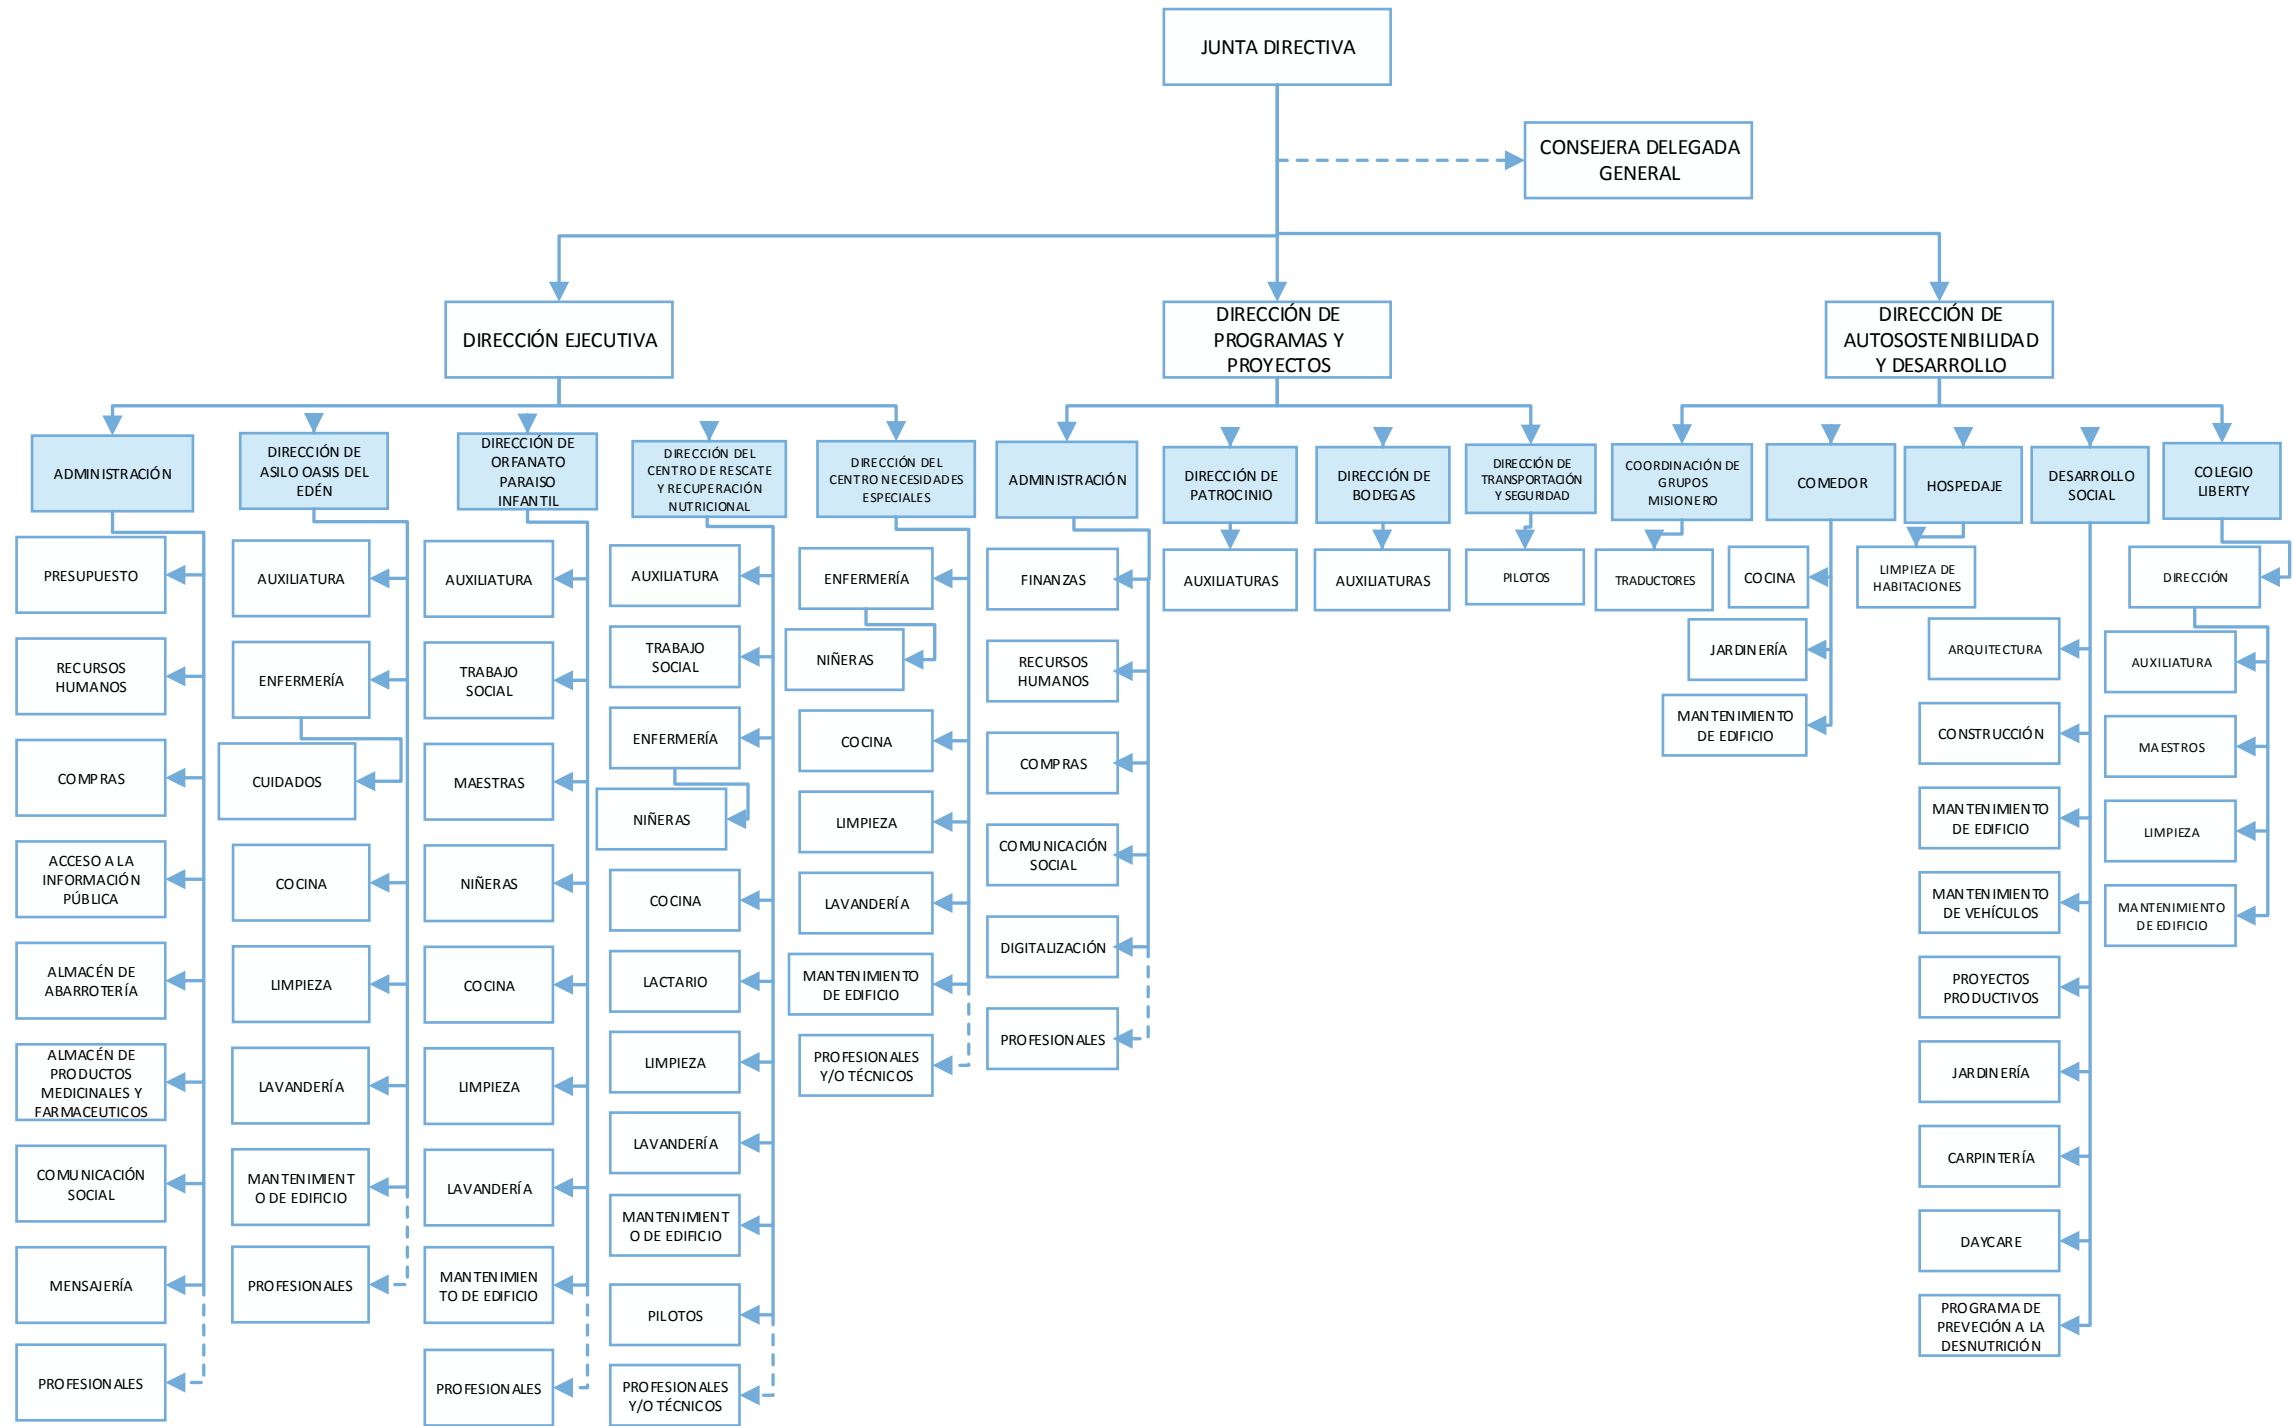 JUNTA DIRECTIVA
CONSEJERA DELEGADA
GENERAL
DIRECCIÓN EJECUTIVA
DIRECCIÓN DE
PROGRAMAS Y
PROYECTOS
DIRECCIÓN DE
AUTOSOSTENIBILIDAD
Y DESARROLLO
ADMINISTRACIÓN
PRESUPUESTO
RECURSOS
HUMANOS
COMPRAS
ACCESO A LA
INFORMACIÓN
PÚBLICA
ALMACÉN DE
ABARROTERÍA
ALMACÉN DE
PRODUCTOS
MEDICINALES Y
FARMACEUTICOS
COMUNICACIÓN
SOCIAL
MENSAJERÍA
PROFESIONALES
DIRECCIÓN DE
ASILO OASIS DEL
EDÉN
AUXILIATURA
ENFERMERÍA
CUIDADOS
COCINA
LIMPIEZA
LAVANDERÍA
MANTENIMIENT
O DE EDIFICIO
PROFESIONALES
DIRECCIÓN DE
ORFANATO
PARAISO
INFANTIL
AUXILIATURA
TRABAJO
SOCIAL
MAESTRAS
NIÑERAS
COCINA
LIMPIEZA
LAVANDERÍA
MANTENIMIEN
TO DE EDIFICIO
PROFESIONALES
DIRECCIÓN DEL
CENTRO DE RESCATE
Y RECUPERACIÓN
NUTRICIONAL
AUXILIATURA
TRABAJO
SOCIAL
ENFERMERÍA
NIÑERAS
COCINA
LACTARIO
LIMPIEZA
LAVANDERÍA
MANTENIMIENT
O DE EDIFICIO
PILOTOS
PROFESIONALES
Y/O TÉCNICOS
DIRECCIÓN DEL
CENTRO NECESIDADES
ESPECIALES
ENFERMERÍA
NIÑERAS
COCINA
LIMPIEZA
LAVANDERÍA
MANTENIMIENTO
DE EDIFICIO
PROFESIONALES
Y/O TÉCNICOS
ADMINISTRACIÓN
FINANZAS
RECURSOS
HUMANOS
COMPRAS
COMUNICACIÓN
SOCIAL
DIGITALIZACIÓN
PROFESIONALES
DIRECCIÓN DE
PATROCINIO
AUXILIATURAS
DIRECCIÓN DE
BODEGAS
AUXILIATURAS
DIRECCIÓN DE
TRANSPORTACIÓN
Y SEGURIDAD
PILOTOS
COORDINACIÓN DE
GRUPOS
MISIONERO
TRADUCTORES
COMEDOR
COCINA
JARDINERÍA
MANTENIMIENTO
DE EDIFICIO
HOSPEDAJE
LIMPIEZA DE
HABITACIONES
DESARROLLO
SOCIAL
ARQUITECTURA
CONSTRUCCIÓN
MANTENIMIENTO
DE EDIFICIO
MANTENIMIENTO
DE VEHÍCULOS
PROYECTOS
PRODUCTIVOS
JARDINERÍA
CARPINTERÍA
DAYCARE
PROGRAMA DE
PREVECIÓN A LA
DESNUTRICIÓN
COLEGIO
LIBERTY
DIRECCIÓN
AUXILIATURA
MAESTROS
LIMPIEZA
MANTENIMIENTO
DE EDIFICIO